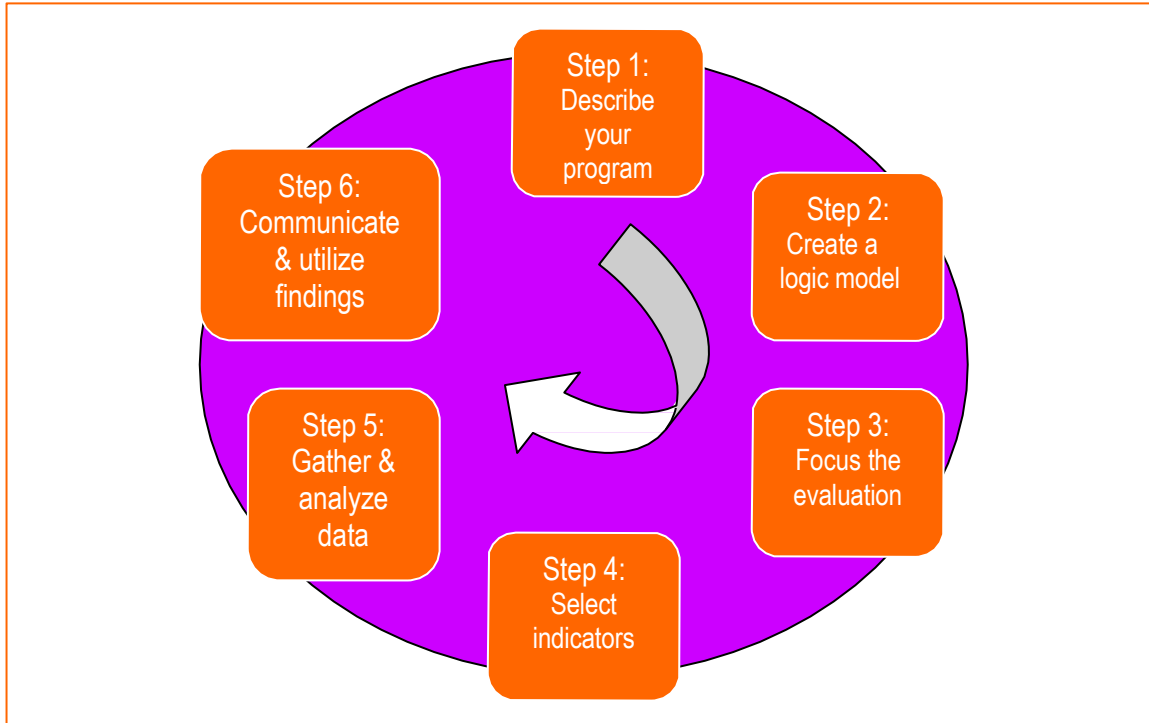 Step 1:
Describe
your
program
Step 2:
Create a
logic model
Step 3:
Focus the
evaluation
Step 4:
Select
indicators
Step 5:
Gather &
analyze
data
Step 6:
Communicate
& utilize
findings